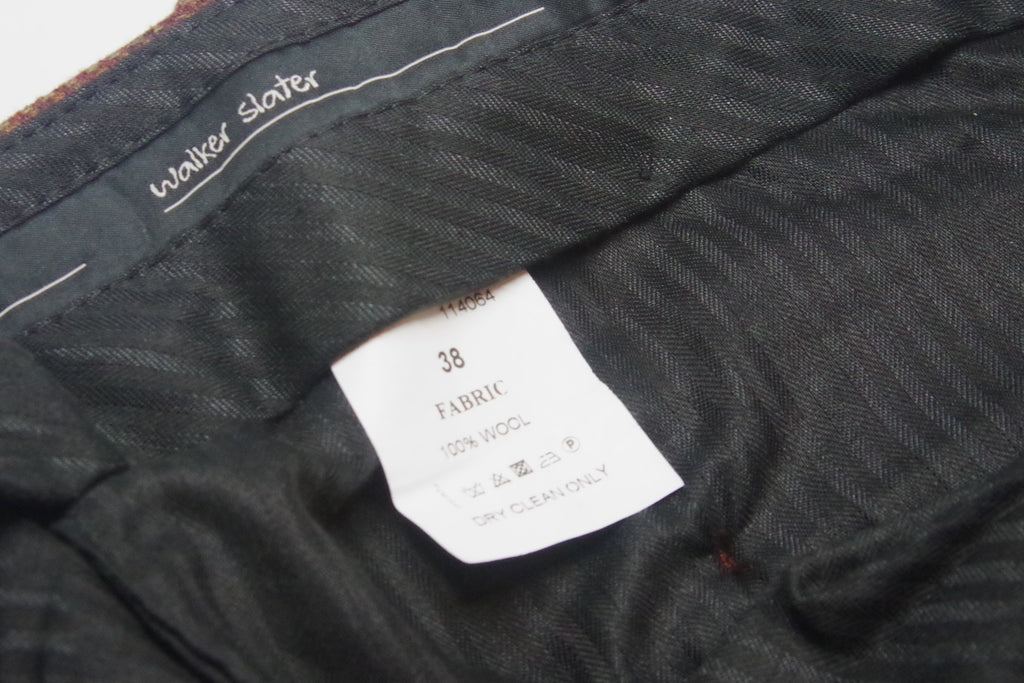 walker slater
114064
38
FABRIC
100% WOOL
P
DRY CLEAN ONLY